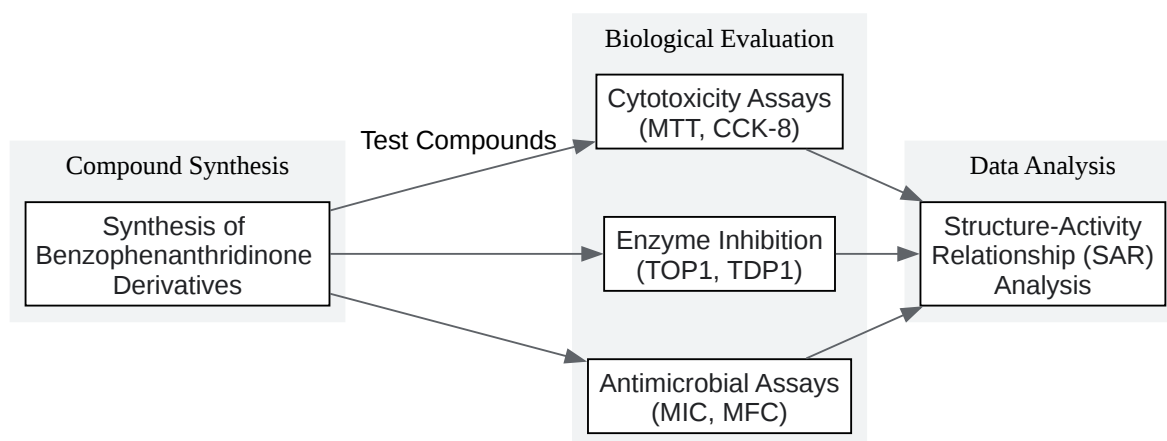 Compound Synthesis
Synthesis of
Benzophenanthridinone
Derivatives
Test Compounds
Biological Evaluation
Cytotoxicity Assays
(MTT, CCK-8)
Enzyme Inhibition
(TOP1, TDP1)
Antimicrobial Assays
(MIC, MFC)
Data Analysis
Structure-Activity
Relationship (SAR)
Analysis